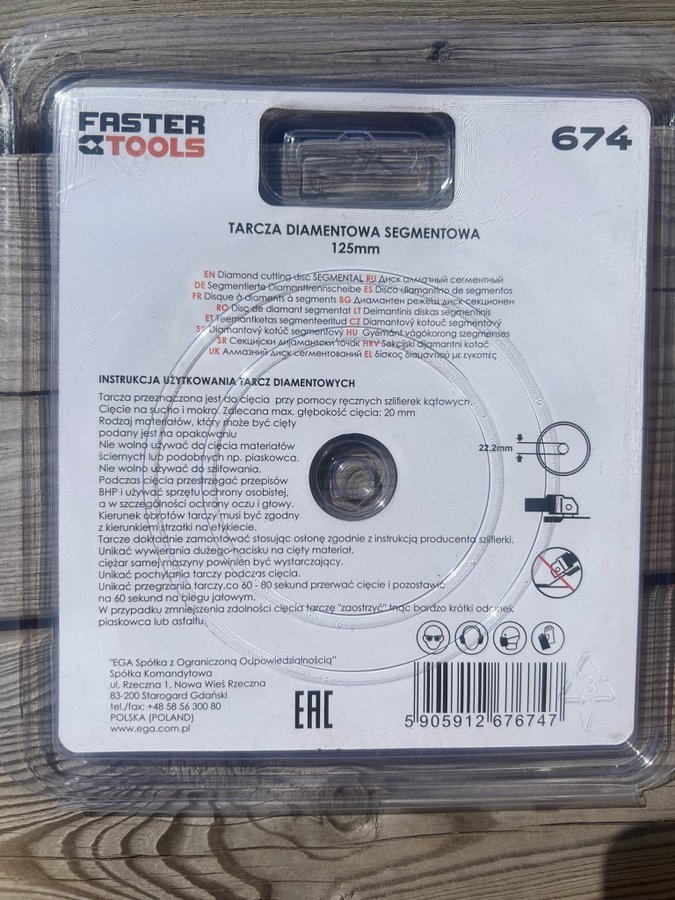 FASTER
TOOLS
674
TARCZA DIAMENTOWA SEGMENTOWA
125mm
EN Diamond cutting disc SEGMENTAL RU Диск алмазный сегментный
DE Segmentierte Diamanttrennscheibe ES Disco diamantino de segmentos
FR Disque à diamants à segments BG Диамантен режещ диск секционен
RO Disc de diamant segmentat LT Deimantinis diskas segmentinis
ET Teemantketas segmenteeritud CZ Diamantový kotouč segmentový
SK Diamantový kotúč segmentový HU Gyémánt vágókorong szegmenses
SR Секцијски дијамантни точак HRV Sekcijski dijamantni kotač
UK Алмазний диск сегментований EL δίσκος διαμαντιού με εγκοπές
INSTRUKCJA UŻYTKOWANIA TARCZ DIAMENTOWYCH
Tarcza przeznaczona jest do cięcia przy pomocy ręcznych szlifierek kątowych.
Cięcie na sucho i mokro. Zalecana max. głębokość cięcia: 20 mm
Rodzaj materiałów, który może być cięty
podany jest na opakowaniu
Nie wolno używać do cięcia materiałów
ściernych lub podobnych np. piaskowca.
Nie wolno używać do szlifowania.
Podczas cięcia przestrzegać przepisów
BHP i używać sprzętu ochrony osobistej,
a w szczególności ochrony oczu i głowy.
Kierunek obrotów tarczy musi być zgodny
z kierunkiem strzałki na etykiecie.
Tarcze dokładnie zamontować stosując osłonę zgodnie z instrukcją producenta szlifierki.
Unikać wywierania dużego nacisku na cięty materiał,
ciężar samej maszyny powinien być wystarczający.
Unikać pochylania tarczy podczas cięcia.
Unikać przegrzania tarczy,co 60 - 80 sekund przerwać cięcie i pozostawić
na 60 sekund na biegu jałowym.
W przypadku zmniejszenia zdolności cięcia tarczę "zaostrzyć" tnąc bardzo krótki odcinek
piaskowca lub asfaltu.
22,2mm
"EGA Spółka z Ograniczoną Odpowiedzialnością"
Spółka Komandytowa
ul. Rzeczna 1, Nowa Wieś Rzeczna
83-200 Starogard Gdański
tel./fax; +48 58 56 300 80
POLSKA (POLAND)
www.ega.com.pl
EAC
5 905912 676747
3
V